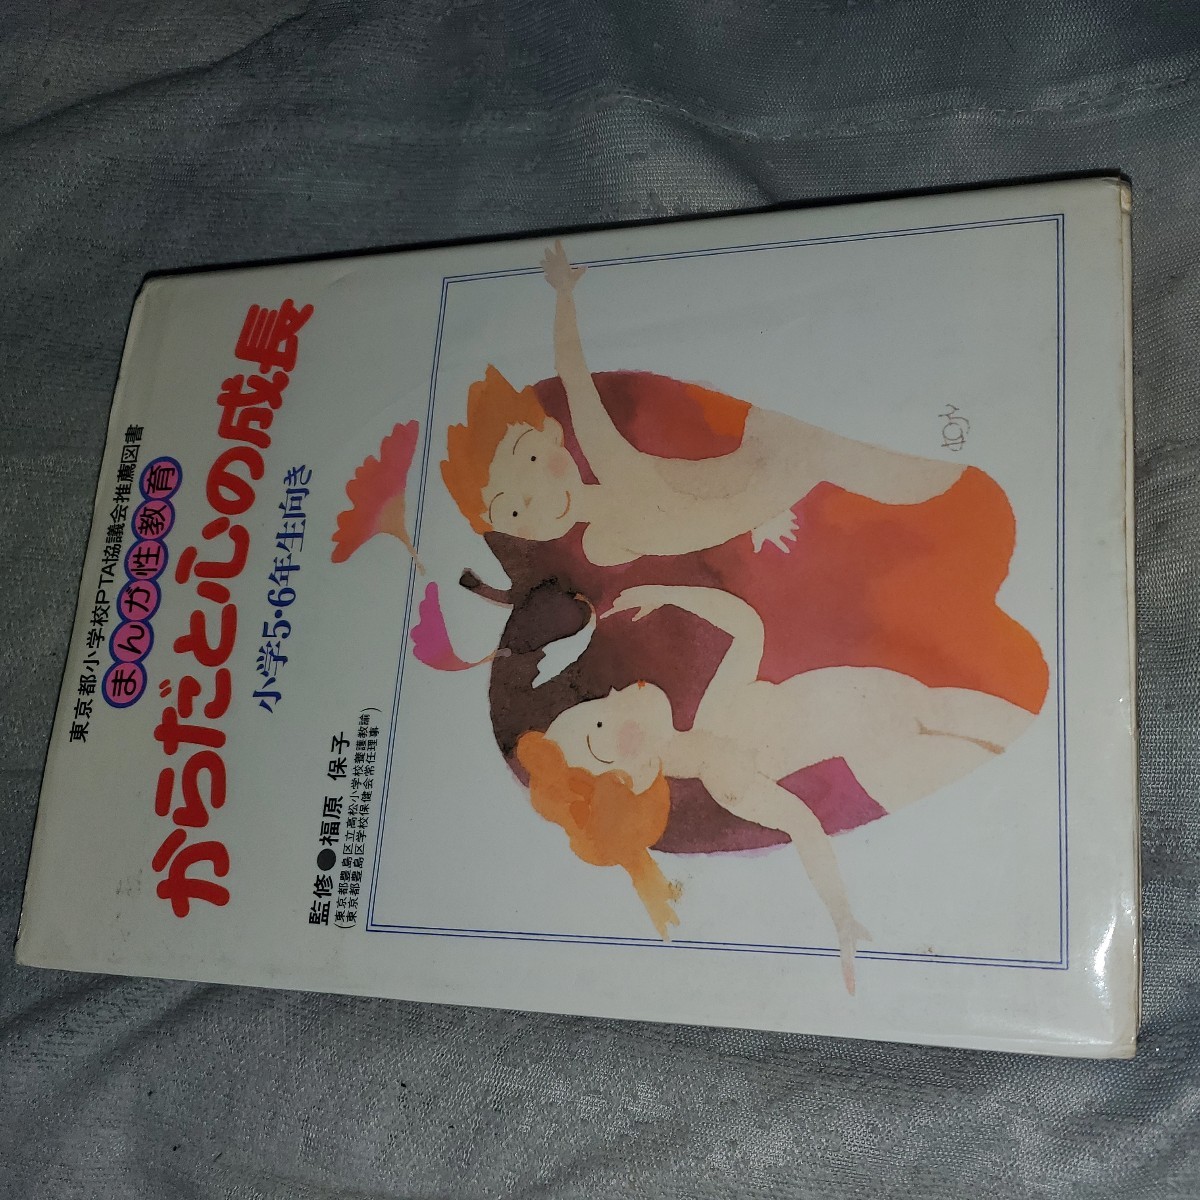 東京都小学校PTA協議会推薦図書
まんが性教育
からだと心の成長
小学5・6年生向き
監修●福原 保子
(東京都豊島区立高松小学校養護教諭
東京都豊島区学校保健会常任理事)